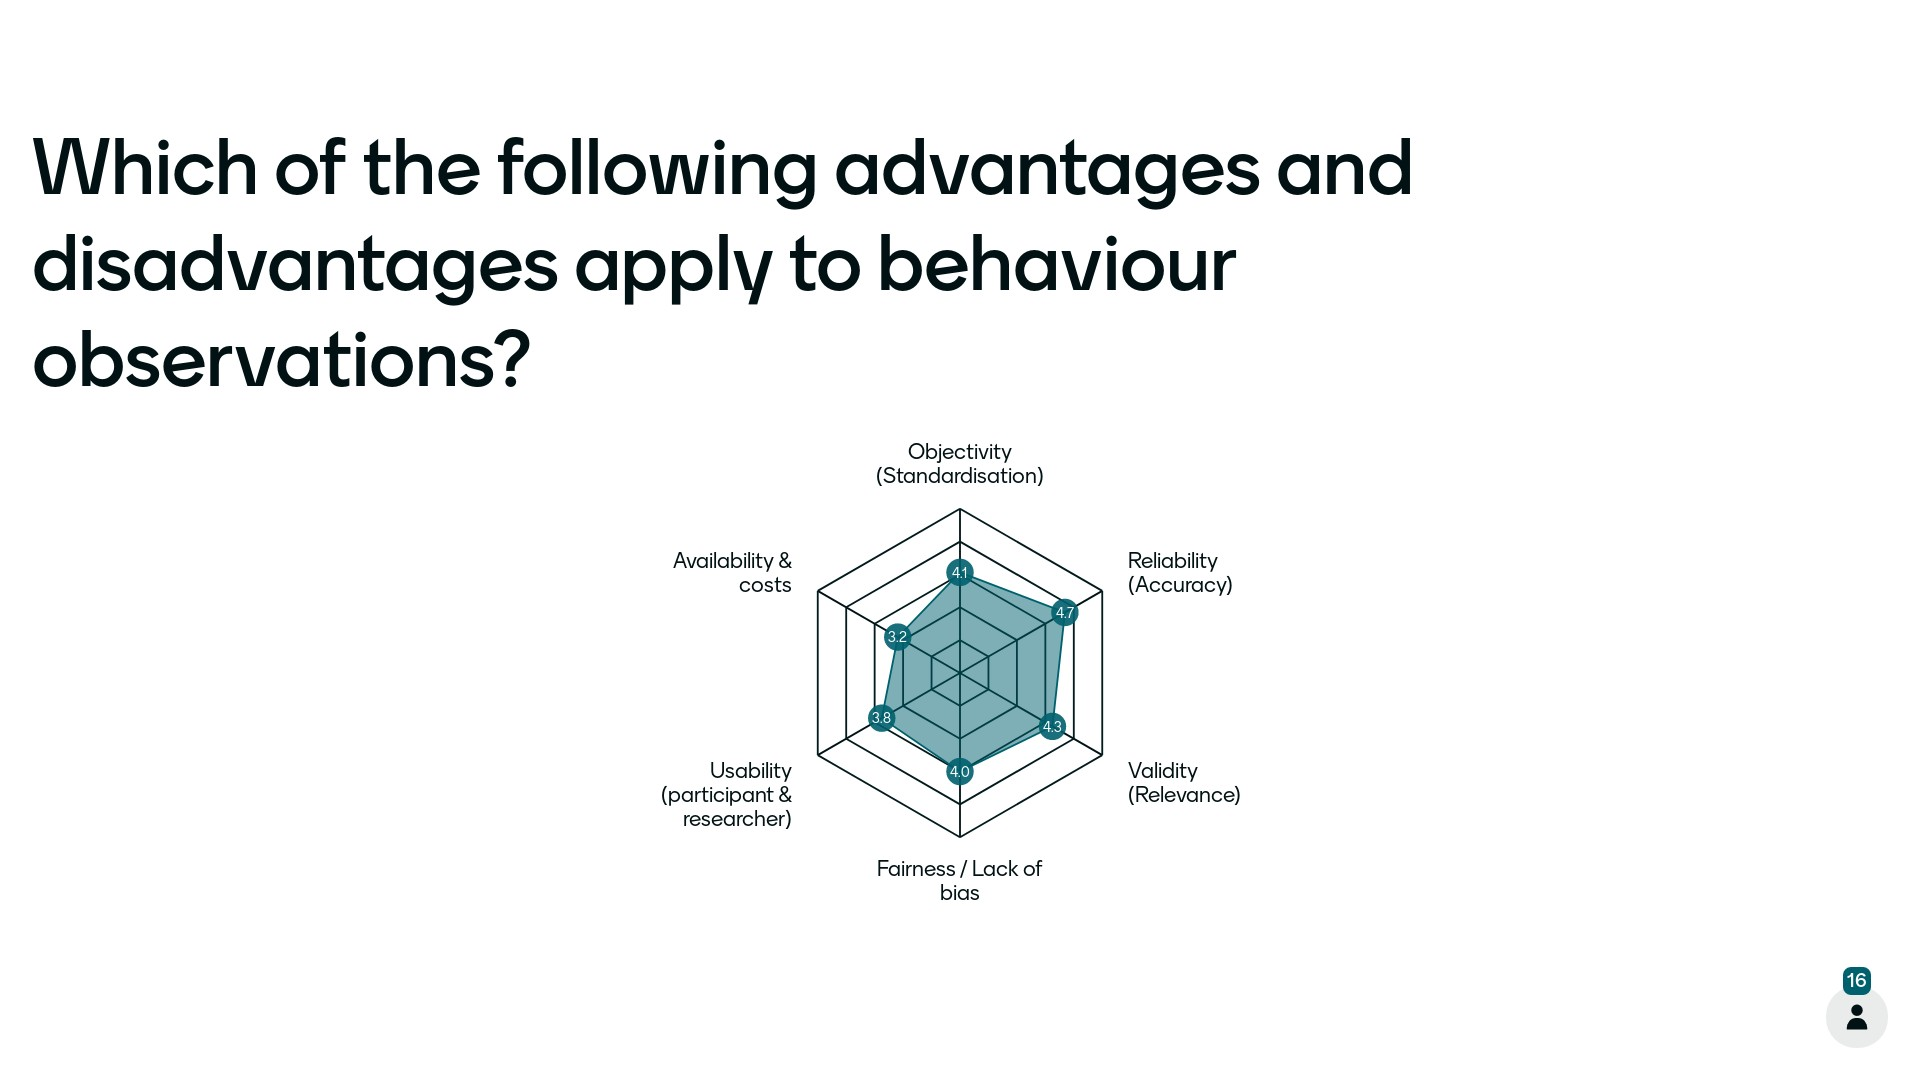 Which of the following advantages and
disadvantages apply to behaviour
observations?
Objectivity
(Standardisation)
Availability &
costs
Reliability
(Accuracy)
4.1
4.7
3.2
3.8
4.3
4.0
Usability
(participant &
researcher)
Validity
(Relevance)
Fairness / Lack of
bias
16